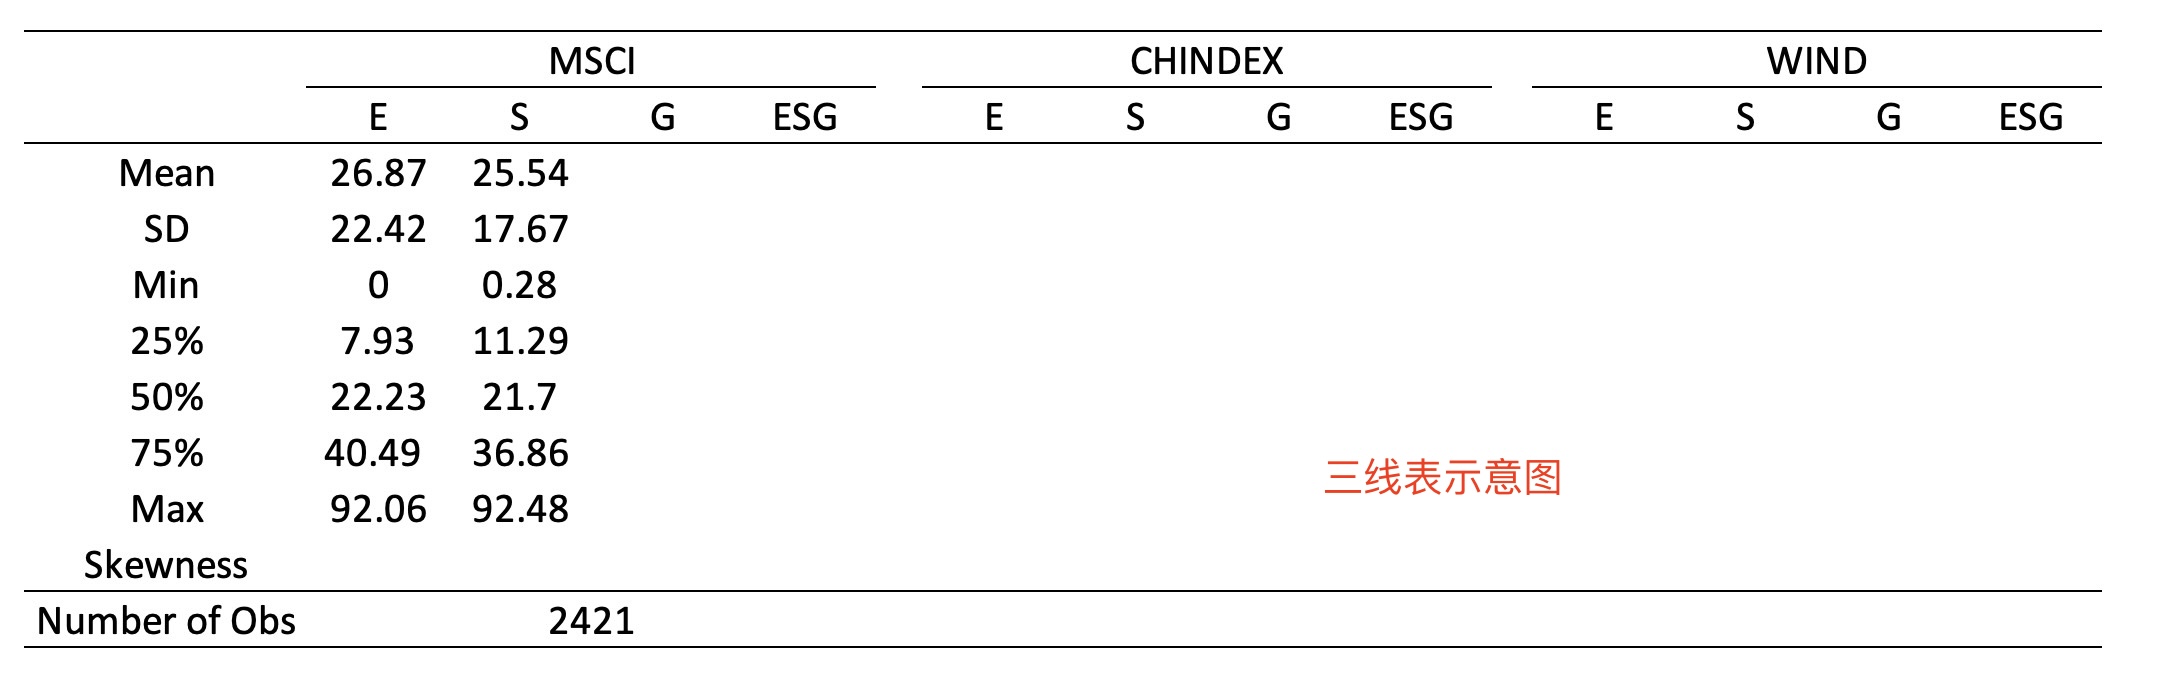 MSCI CHINDEX WIND
E S G ESG E S G ESG E S G ESG
Mean 26.87 25.54
SD 22.42 17.67
Min 0 0.28
25% 7.93 11.29
50% 22.23 21.7
75% 40.49 36.86
三线表示意图
Max 92.06 92.48
Skewness
Number of Obs 2421